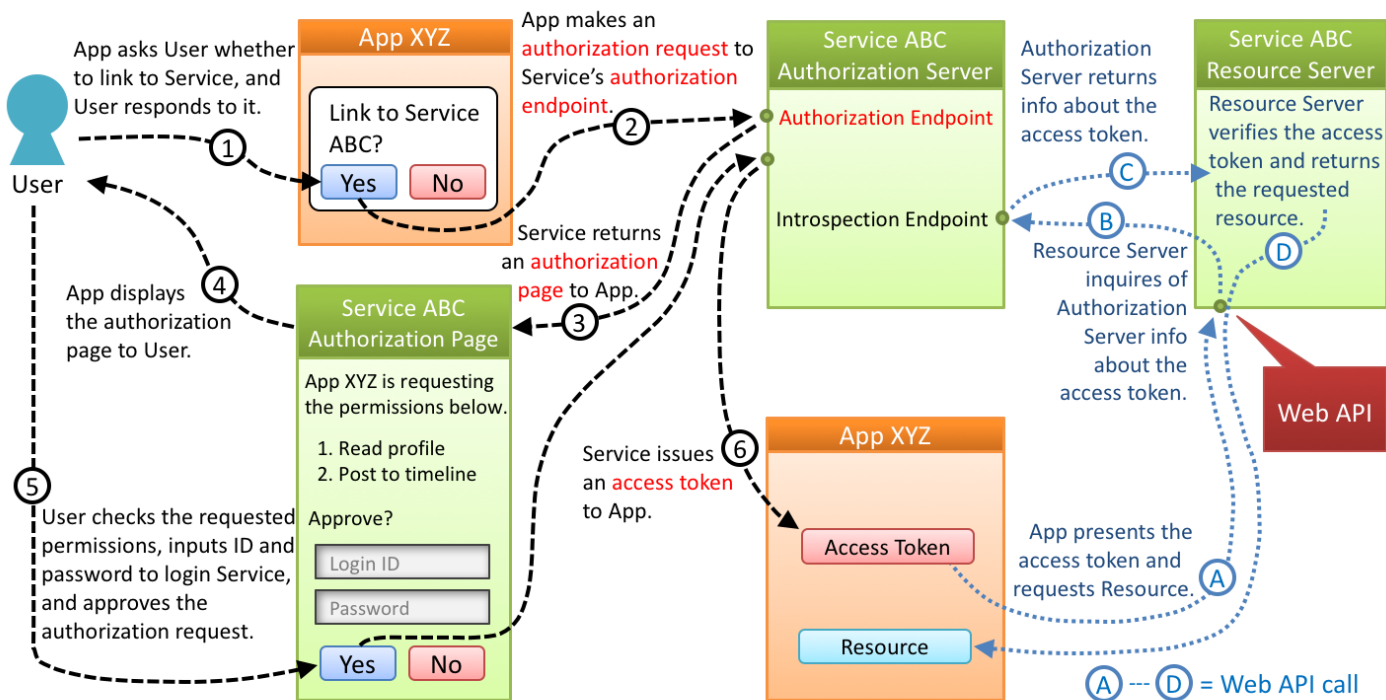 App asks User whether
to link to Service, and
User responds to it.
User
1
App XYZ
Link to Service
ABC?
Yes
No
App makes an
authorization request to
Service’s authorization
endpoint.
2
Service ABC
Authorization Server
Authorization Endpoint
Introspection Endpoint
Service returns
an authorization
page to App.
3
App displays
the authorization
page to User.
4
Service ABC
Authorization Page
App XYZ is requesting
the permissions below.
1. Read profile
2. Post to timeline
Approve?
Login ID
Password
Yes
No
5
User checks the requested
permissions, inputs ID and
password to login Service,
and approves the
authorization request.
Service issues
an access token
to App.
6
App XYZ
Access Token
Resource
App presents the
access token and
requests Resource.
A
Resource Server
inquires of
Authorization
Server info
about the
access token.
B
Authorization
Server returns
info about the
access token.
C
Service ABC
Resource Server
Resource Server
verifies the access
token and returns
the requested
resource.
D
Web API
A --- D = Web API call